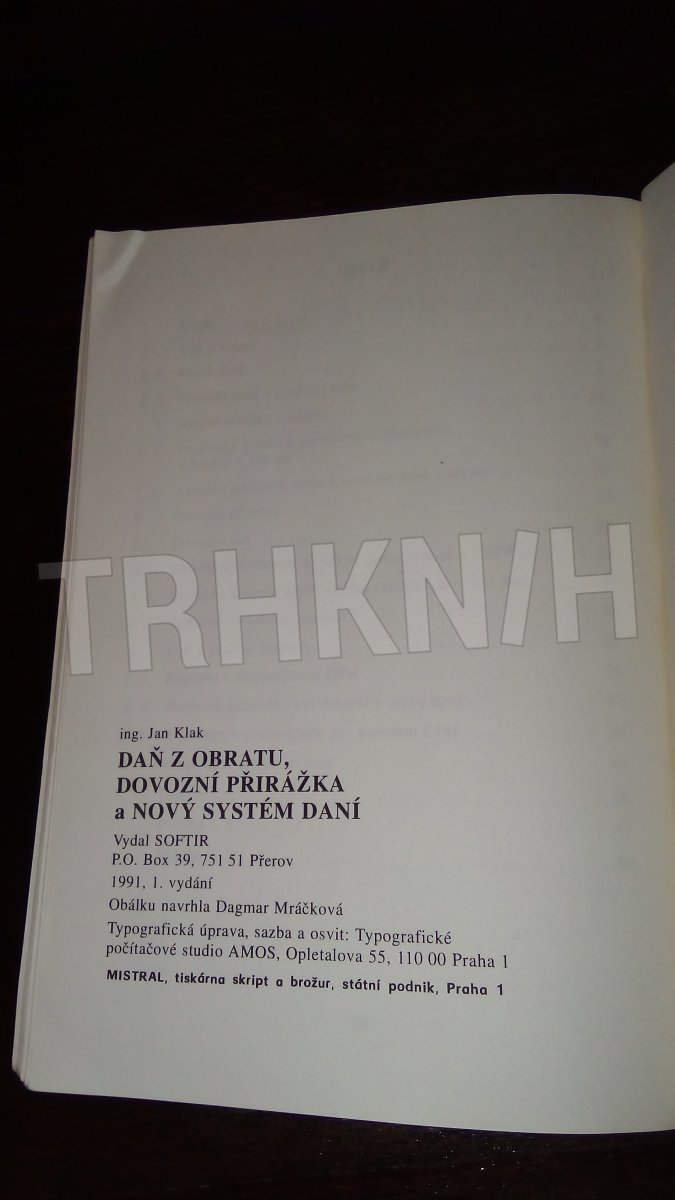 TRHKNIH
ing. Jan Klak
DAŇ Z OBRATU,
DOVOZNÍ PŘIRÁŽKA
a NOVÝ SYSTÉM DANÍ
Vydal SOFTIR
P.O. Box 39, 751 51 Přerov
1991, 1. vydání
Obálku navrhla Dagmar Mráčková
Typografická úprava, sazba a osvit: Typografické
počítačové studio AMOS, Opletalova 55, 110 00 Praha 1
MISTRAL, tiskárna skript a brožur, státní podnik, Praha 1